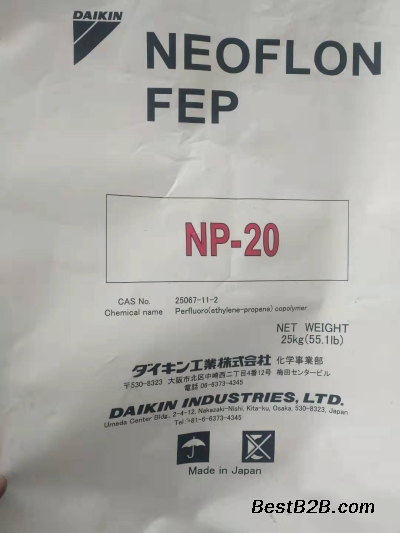 DAIKIN
NEOFLON
FEP
NP-20
CAS No. 25067-11-2
Chemical name Perfluoro(ethylene-propene) copolymer
NET WEIGHT
25kg(55.1lb)
ダイキン工業株式会社 化学事業部
〒530-8323 大阪市北区中崎西二丁目4番12号 梅田センタービル
電話 06-6373-4345
DAIKIN INDUSTRIES, LTD.
Umeda Center Bldg. 2-4-12, Nakazaki-Nishi, Kita-ku, Osaka, 530-8323, Japan
Tel:+81-6-6373-4345
Made in Japan
BestB2B.com